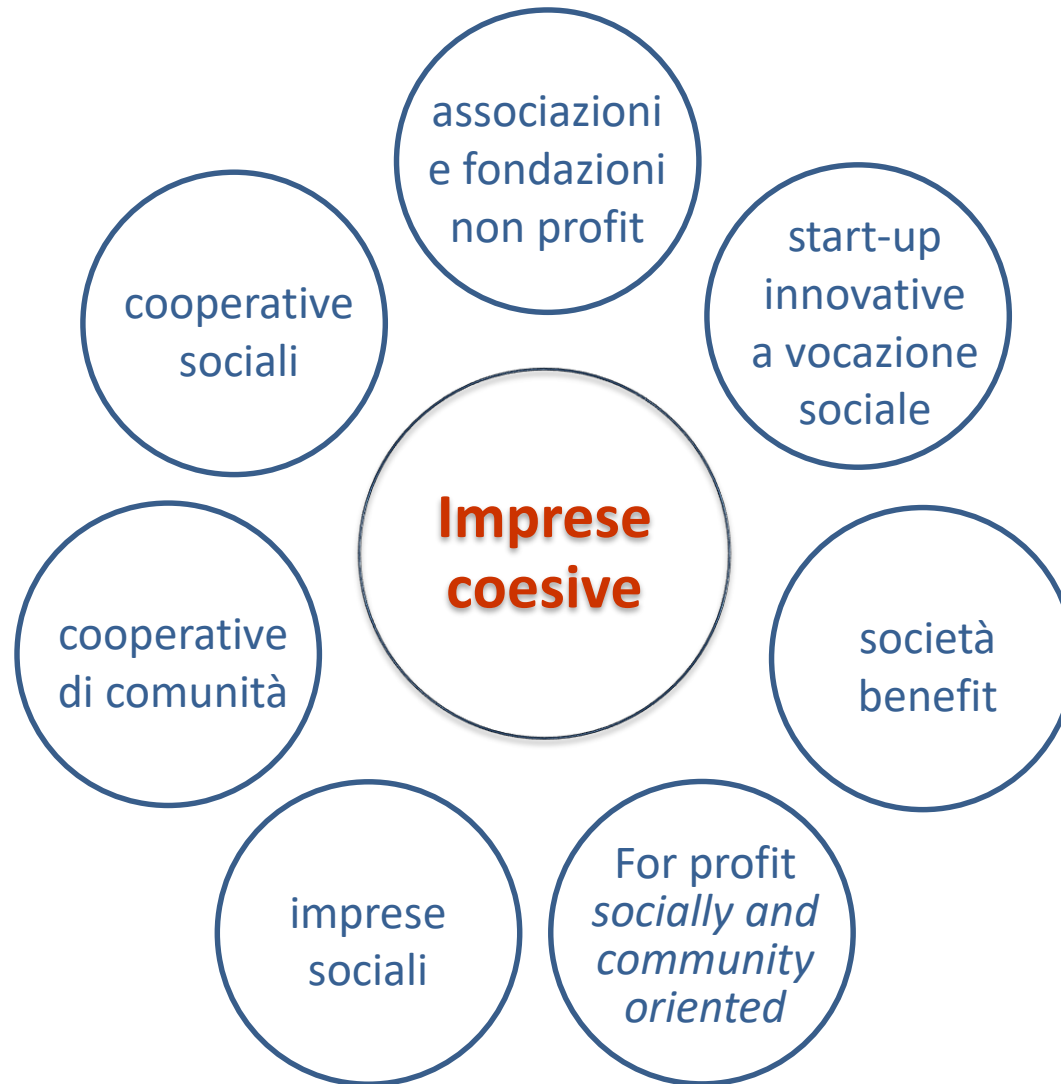 associazioni
e fondazioni
non profit
start-up
innovative
a vocazione
sociale
cooperative
sociali
Imprese
coesive
cooperative
di comunità
società
benefit
imprese
sociali
For profit
socially and
community
oriented